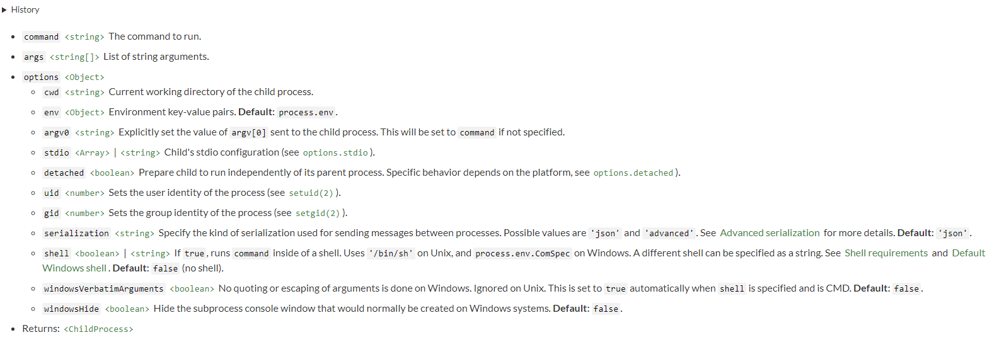 History
command <string> The command to run.
args <string[]> List of string arguments.
options <Object>
cwd <string> Current working directory of the child process.
env <Object> Environment key-value pairs. Default: process.env.
argv0 <string> Explicitly set the value of argv[0] sent to the child process. This will be set to command if not specified.
stdio <Array> | <string> Child's stdio configuration (see options.stdio).
detached <boolean> Prepare child to run independently of its parent process. Specific behavior depends on the platform, see options.detached).
uid <number> Sets the user identity of the process (see setuid(2)).
gid <number> Sets the group identity of the process (see setgid(2)).
serialization <string> Specify the kind of serialization used for sending messages between processes. Possible values are 'json' and 'advanced'. See Advanced serialization for more details. Default: 'json'.
shell <boolean> | <string> If true, runs command inside of a shell. Uses '/bin/sh' on Unix, and process.env.ComSpec on Windows. A different shell can be specified as a string. See Shell requirements and Default
Windows shell. Default: false (no shell).
windowsVerbatimArguments <boolean> No quoting or escaping of arguments is done on Windows. Ignored on Unix. This is set to true automatically when shell is specified and is CMD. Default: false.
windowsHide <boolean> Hide the subprocess console window that would normally be created on Windows systems. Default: false.
Returns: <ChildProcess>